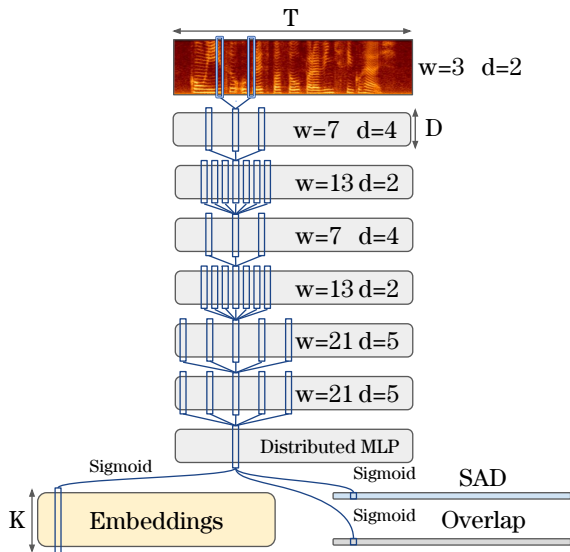 T
w=3 d=2
w=7 d=4
D
w=13 d=2
w=7 d=4
w=13 d=2
w=21 d=5
w=21 d=5
Distributed MLP
Sigmoid
Sigmoid
SAD
K
Embeddings
Sigmoid
Overlap